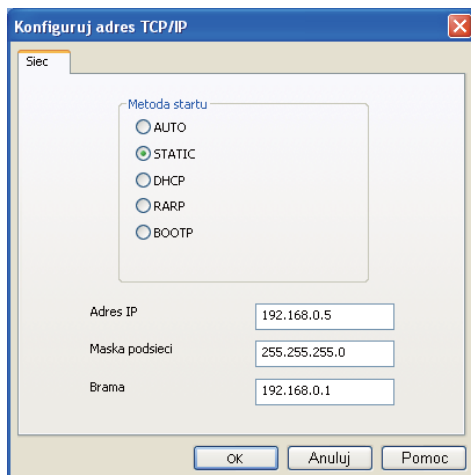 Konfiguruj adres TCP/IP
Siec
Metoda startu
AUTO
STATIC
DHCP
RARP
BOOTP
Adres IP 192.168.0.5
Maska podsieci 255.255.255.0
Brama 192.168.0.1
OK Anuluj Pomoc